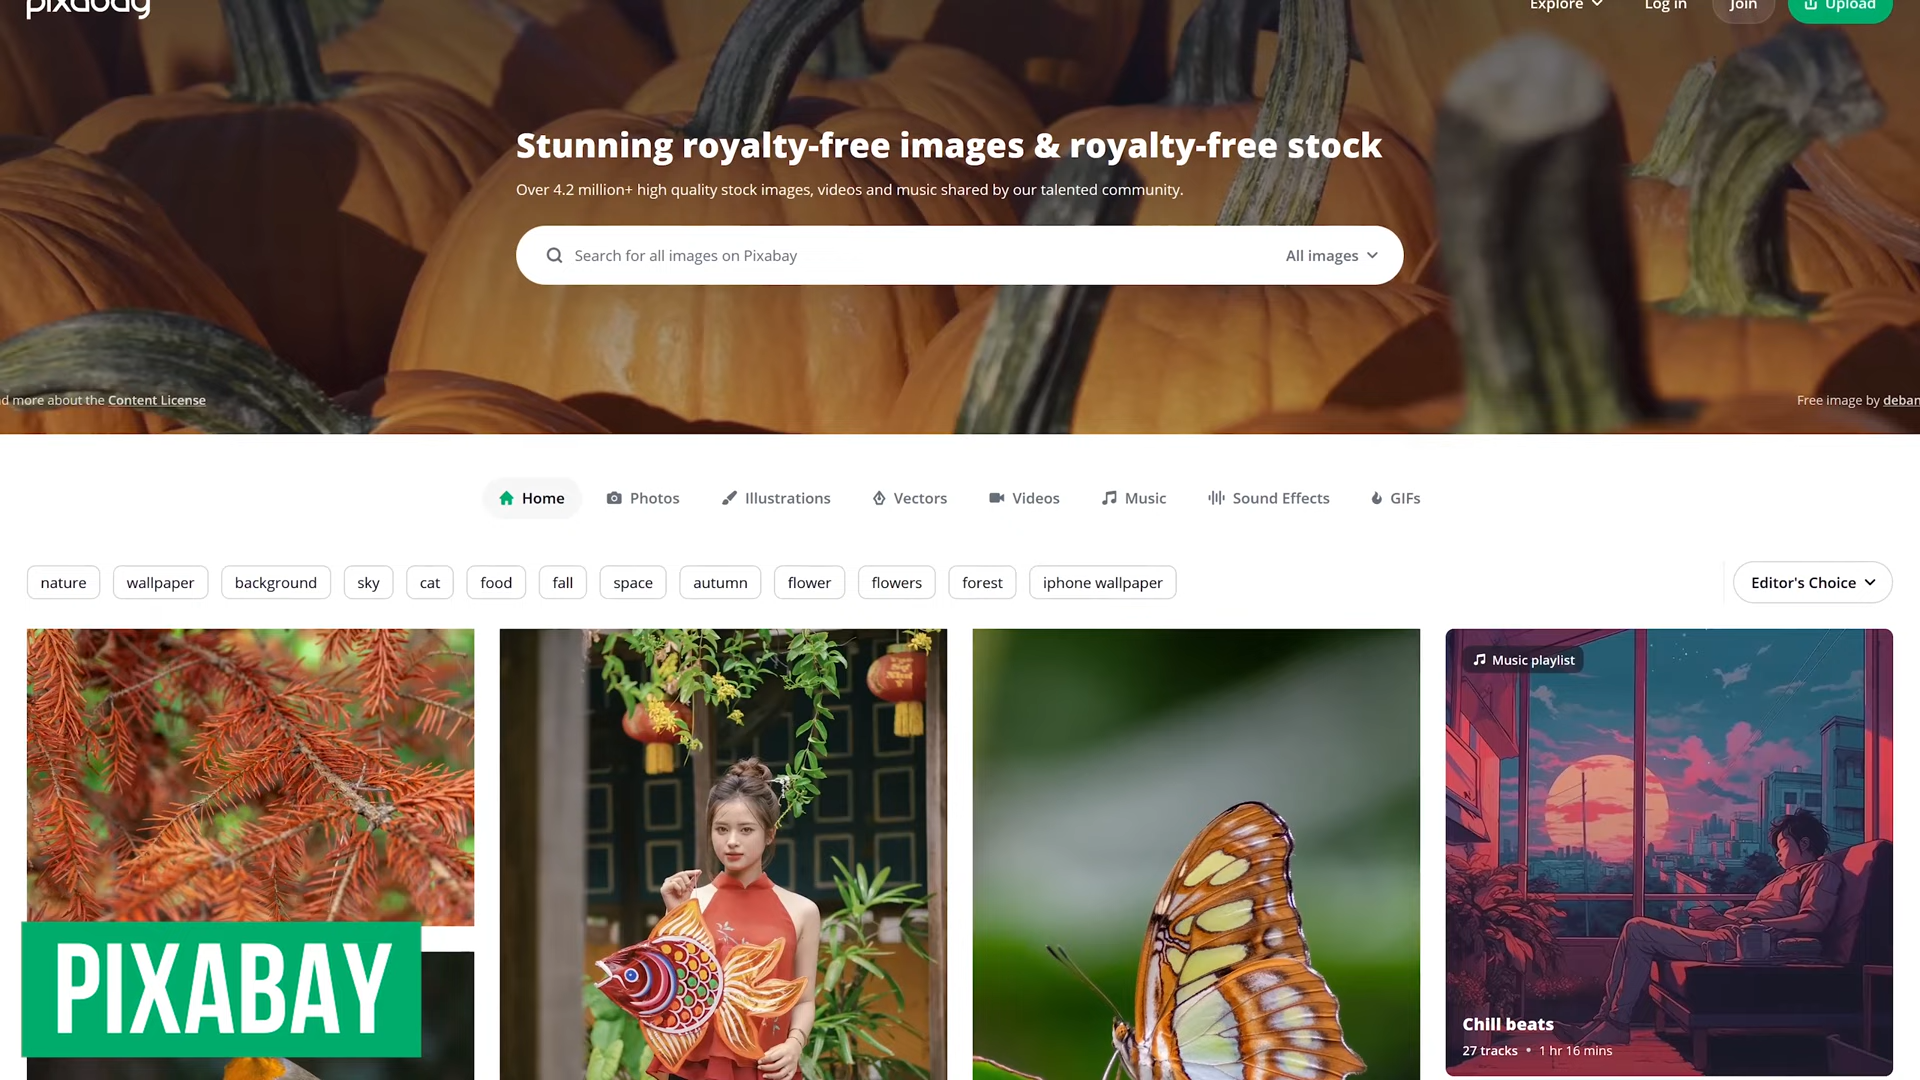 pixabay
Explore
Log in
Join
Upload
Stunning royalty-free images & royalty-free stock
Over 4.2 million+ high quality stock images, videos and music shared by our talented community.
Search for all images on Pixabay
All images
d more about the Content License
Free image by deban
Home
Photos
Illustrations
Vectors
Videos
Music
Sound Effects
GIFs
nature
wallpaper
background
sky
cat
food
fall
space
autumn
flower
flowers
forest
iphone wallpaper
Editor's Choice
Music playlist
PIXABAY
Chill beats
27 tracks • 1 hr 16 mins